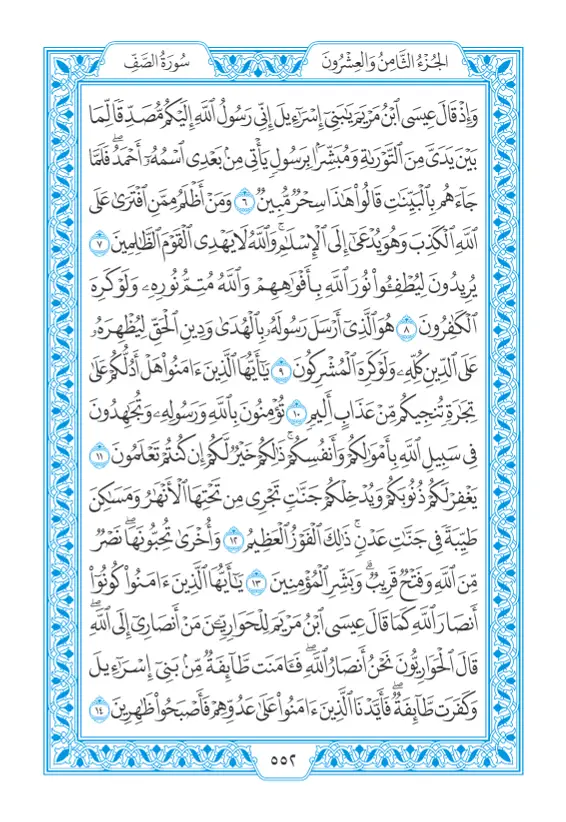 الجُزْءُ الثَّامِنُ وَالعِشْرُونَ
سُورَةُ الصَّفِّ
وَإِذْ قَالَ عِيسَى ٱبْنُ مَرْيَمَ يَٰبَنِىٓ إِسْرَٰٓءِيلَ إِنِّى رَسُولُ ٱللَّهِ إِلَيْكُم مُّصَدِّقًا لِّمَا
بَيْنَ يَدَىَّ مِنَ ٱلتَّوْرَىٰةِ وَمُبَشِّرًۢا بِرَسُولٍ يَأْتِى مِنۢ بَعْدِى ٱسْمُهُۥٓ أَحْمَدُۖ فَلَمَّا
جَآءَهُم بِٱلْبَيِّنَٰتِ قَالُوا۟ هَٰذَا سِحْرٌ مُّبِينٌ ٦ وَمَنْ أَظْلَمُ مِمَّنِ ٱفْتَرَىٰ عَلَى
ٱللَّهِ ٱلْكَذِبَ وَهُوَ يُدْعَىٰٓ إِلَى ٱلْإِسْلَٰمِۚ وَٱللَّهُ لَا يَهْدِى ٱلْقَوْمَ ٱلظَّٰلِمِينَ ٧
يُرِيدُونَ لِيُطْفِـُٔوا۟ نُورَ ٱللَّهِ بِأَفْوَٰهِهِمْ وَٱللَّهُ مُتِمُّ نُورِهِۦ وَلَوْ كَرِهَ
ٱلْكَٰفِرُونَ ٨ هُوَ ٱلَّذِىٓ أَرْسَلَ رَسُولَهُۥ بِٱلْهُدَىٰ وَدِينِ ٱلْحَقِّ لِيُظْهِرَهُۥ
عَلَى ٱلدِّينِ كُلِّهِۦ وَلَوْ كَرِهَ ٱلْمُشْرِكُونَ ٩ يَٰٓأَيُّهَا ٱلَّذِينَ ءَامَنُوا۟ هَلْ أَدُلُّكُمْ عَلَىٰ
تِجَٰرَةٍ تُنجِيكُم مِّنْ عَذَابٍ أَلِيمٍ ١٠ تُؤْمِنُونَ بِٱللَّهِ وَرَسُولِهِۦ وَتُجَٰهِدُونَ
فِى سَبِيلِ ٱللَّهِ بِأَمْوَٰلِكُمْ وَأَنفُسِكُمْۚ ذَٰلِكُمْ خَيْرٌ لَّكُمْ إِن كُنتُمْ تَعْلَمُونَ ١١
يَغْفِرْ لَكُمْ ذُنُوبَكُمْ وَيُدْخِلْكُمْ جَنَّٰتٍ تَجْرِى مِن تَحْتِهَا ٱلْأَنْهَٰرُ وَمَسَٰكِنَ
طَيِّبَةً فِى جَنَّٰتِ عَدْنٍۚ ذَٰلِكَ ٱلْفَوْزُ ٱلْعَظِيمُ ١٢ وَأُخْرَىٰ تُحِبُّونَهَاۖ نَصْرٌ
مِّنَ ٱللَّهِ وَفَتْحٌ قَرِيبٌۗ وَبَشِّرِ ٱلْمُؤْمِنِينَ ١٣ يَٰٓأَيُّهَا ٱلَّذِينَ ءَامَنُوا۟ كُونُوٓا۟
أَنصَارَ ٱللَّهِ كَمَا قَالَ عِيسَى ٱبْنُ مَرْيَمَ لِلْحَوَارِيِّۦنَ مَنْ أَنصَارِىٓ إِلَى ٱللَّهِۖ
قَالَ ٱلْحَوَارِيُّونَ نَحْنُ أَنصَارُ ٱللَّهِۖ فَـَٔامَنَت طَّآئِفَةٌ مِّنۢ بَنِىٓ إِسْرَٰٓءِيلَ
وَكَفَرَت طَّآئِفَةٌۖ فَأَيَّدْنَا ٱلَّذِينَ ءَامَنُوا۟ عَلَىٰ عَدُوِّهِمْ فَأَصْبَحُوا۟ ظَٰهِرِينَ ١٤
٥٥٢